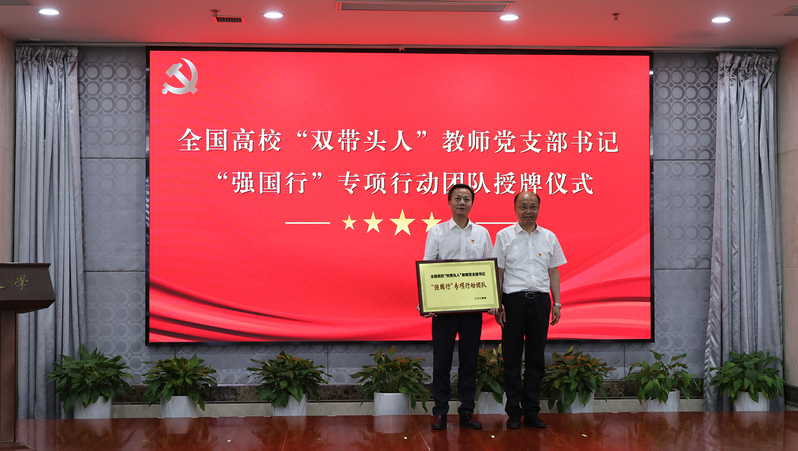 全国高校“双带头人”教师党支部书记
“强国行”专项行动团队授牌仪式
全国高校“双带头人”教师党支部书记
“强国行”专项行动团队
学